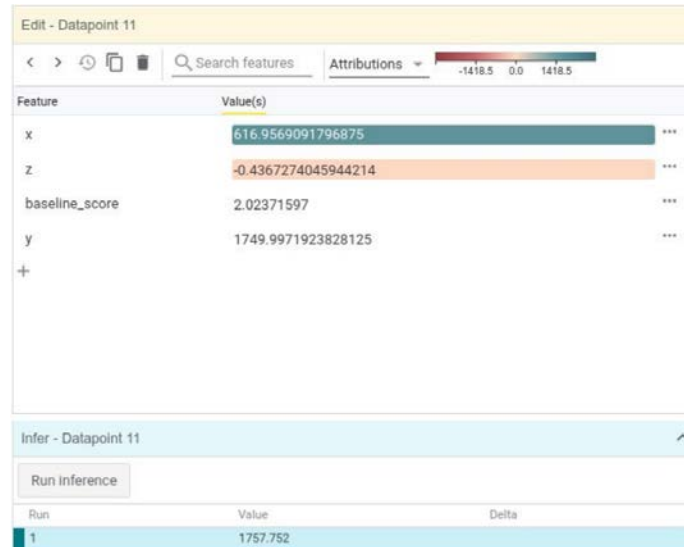 Edit - Datapoint 11
Search features
Attributions
-1418.5 0.0 1418.5
Feature Value(s)
x 616.9569091796875
z -0.4367274045944214
baseline_score 2.02371597
y 1749.9971923828125
Infer - Datapoint 11
Run inference
Run Value Delta
1 1757.752